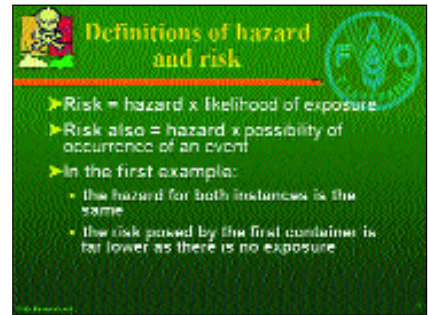 Definitions of hazard
and risk
FAO
➤Risk = hazard x likelihood of exposure
➤Risk also = hazard x possibility of
occurrence of an event
➤In the first example:
• the hazard for both instances is the
same
• the risk posed by the first container is
far lower as there is no exposure